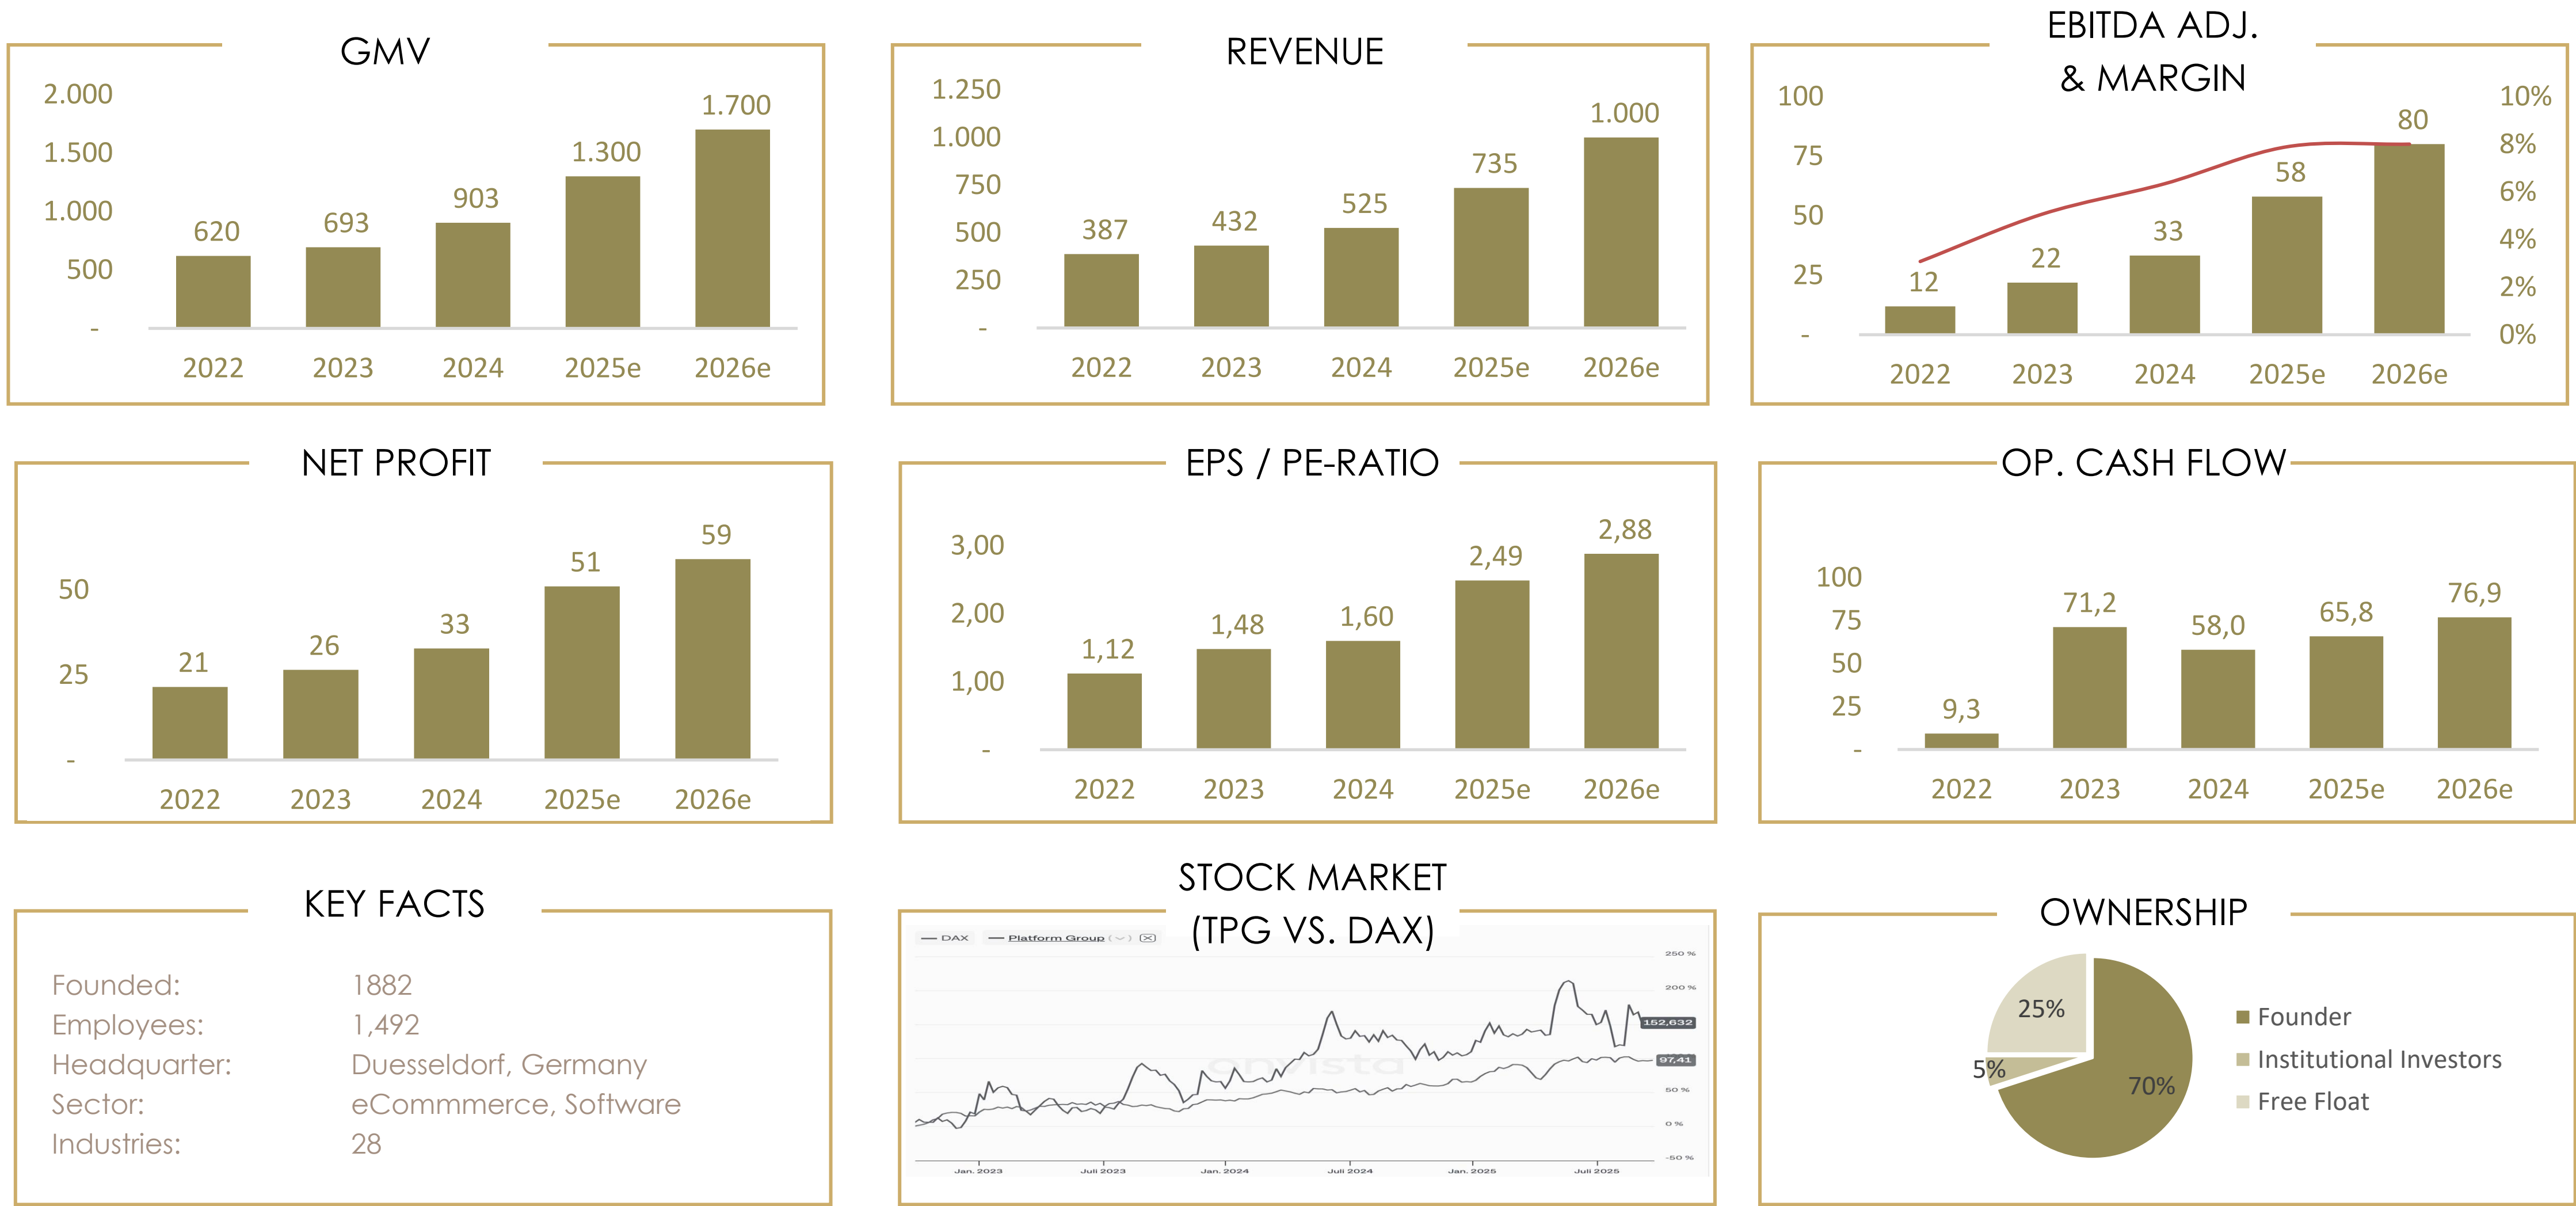 GMV
2.000
1.500
1.000
500
-
620
693
903
1.300
1.700
2022
2023
2024
2025e
2026e
REVENUE
1.250
1.000
750
500
250
-
387
432
525
735
1.000
2022
2023
2024
2025e
2026e
EBITDA ADJ.
& MARGIN
100
75
50
25
-
12
22
33
58
80
10%
8%
6%
4%
2%
0%
2022
2023
2024
2025e
2026e
NET PROFIT
50
25
-
21
26
33
51
59
2022
2023
2024
2025e
2026e
EPS / PE-RATIO
3,00
2,00
1,00
-
1,12
1,48
1,60
2,49
2,88
2022
2023
2024
2025e
2026e
OP. CASH FLOW
100
75
50
25
-
9,3
71,2
58,0
65,8
76,9
2022
2023
2024
2025e
2026e
KEY FACTS
Founded: 1882
Employees: 1,492
Headquarter: Duesseldorf, Germany
Sector: eCommmerce, Software
Industries: 28
STOCK MARKET
(TPG VS. DAX)
DAX Platform Group
250 %
200 %
152,632
97,41
50 %
0 %
-50 %
onvista
Jan. 2023
Juli 2023
Jan. 2024
Juli 2024
Jan. 2025
Juli 2025
OWNERSHIP
25%
5%
70%
Founder
Institutional Investors
Free Float